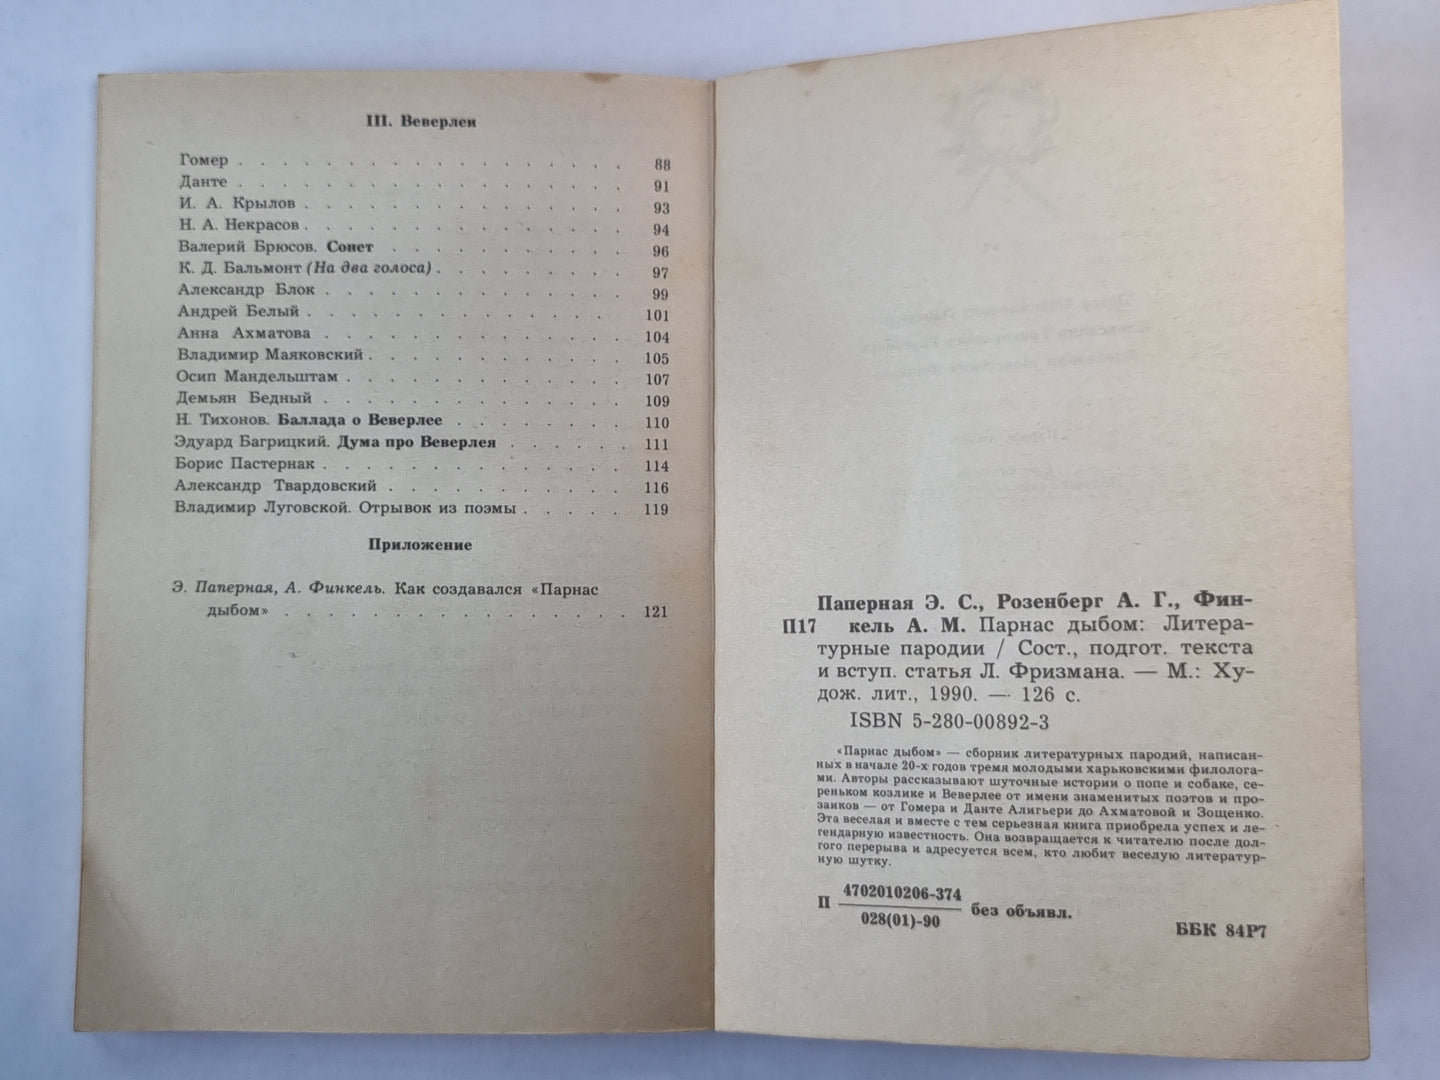 III. Веверлеи
Гомер . . . . . . . . . . . . . . . . . . 88
Данте . . . . . . . . . . . . . . . . . . 91
И. А. Крылов . . . . . . . . . . . . . . . 93
Н. А. Некрасов . . . . . . . . . . . . . . . 94
Валерий Брюсов. Сонет . . . . . . . . . . . 96
К. Д. Бальмонт (На два голоса) . . . . . . . . . 97
Александр Блок . . . . . . . . . . . . . . 99
Андрей Белый . . . . . . . . . . . . . . . 101
Анна Ахматова . . . . . . . . . . . . . . 104
Владимир Маяковский . . . . . . . . . . . . 105
Осип Мандельштам . . . . . . . . . . . . . 107
Демьян Бедный . . . . . . . . . . . . . . 109
Н. Тихонов. Баллада о Веверлее . . . . . . . . 110
Эдуард Багрицкий. Дума про Веверлея . . . . . . 111
Борис Пастернак . . . . . . . . . . . . . . 114
Александр Твардовский . . . . . . . . . . . 116
Владимир Луговской. Отрывок из поэмы . . . . . 119
Приложение
Э. Паперная, А. Финкель. Как создавался «Парнас
дыбом» . . . . . . . . . . . . . . . . . 121
Паперная Э. С., Розенберг А. Г., Фин-
П17 кель А. М. Парнас дыбом: Литера-
турные пародии / Сост., подгот. текста
и вступ. статья Л. Фризмана. — М.: Ху-
дож. лит., 1990. — 126 с.
ISBN 5-280-00892-3
«Парнас дыбом» — сборник литературных пародий, написан-
ных в начале 20-х годов тремя молодыми харьковскими филолога-
ми. Авторы рассказывают шуточные истории о попе и собаке, се-
реньком козлике и Веверлее от имени знаменитых поэтов и про-
заиков — от Гомера и Данте Алигьери до Ахматовой и Зощенко.
Эта веселая и вместе с тем серьезная книга приобрела успех и ле-
гендарную известность. Она возвращается к читателю после дол-
гого перерыва и адресуется всем, кто любит веселую литератур-
ную шутку.
П 4702010206-374
028(01)-90 без объявл.
ББК 84Р7